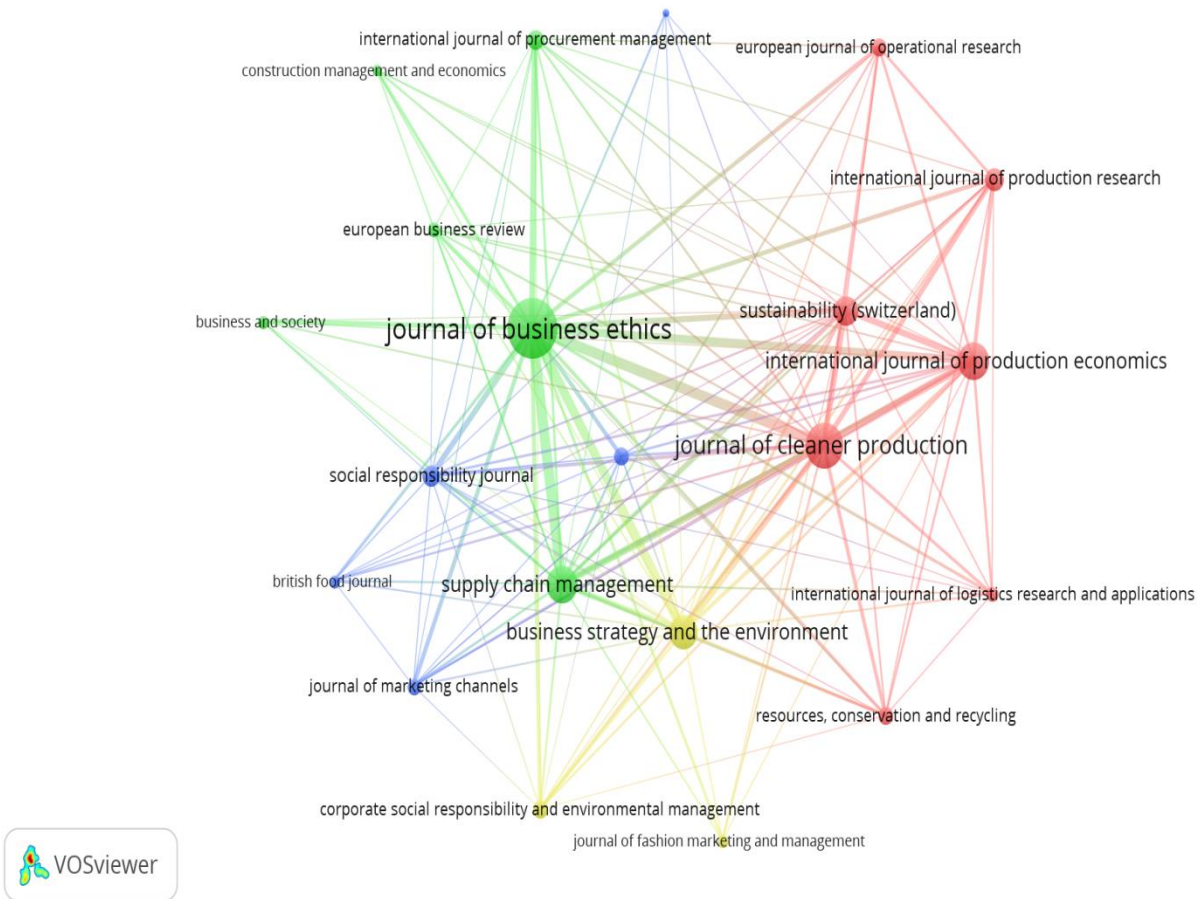 international journal of procurement management
european journal of operational research
construction management and economics
international journal of production research
european business review
sustainability (switzerland)
business and society
journal of business ethics
international journal of production economics
journal of cleaner production
social responsibility journal
british food journal
supply chain management
international journal of logistics research and applications
business strategy and the environment
journal of marketing channels
resources, conservation and recycling
corporate social responsibility and environmental management
journal of fashion marketing and management
VOSviewer